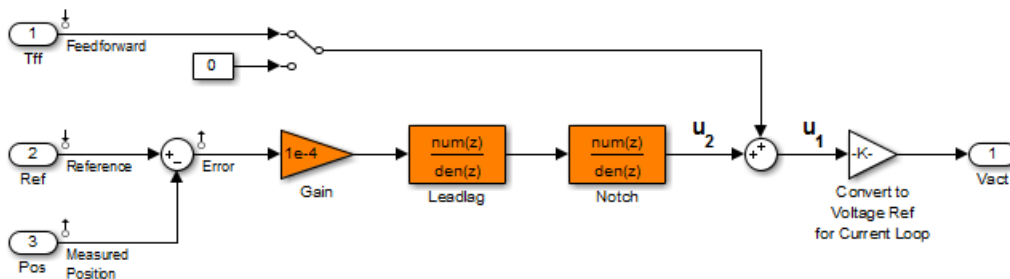 1
Tff
Feedforward
0
2
Ref
Reference
+
-
Error
1e-4
Gain
num(z)
den(z)
Leadlag
num(z)
den(z)
Notch
u2
+
+
u1
-K-
Convert to
Voltage Ref
for Current Loop
1
Vact
3
Pos
Measured
Position